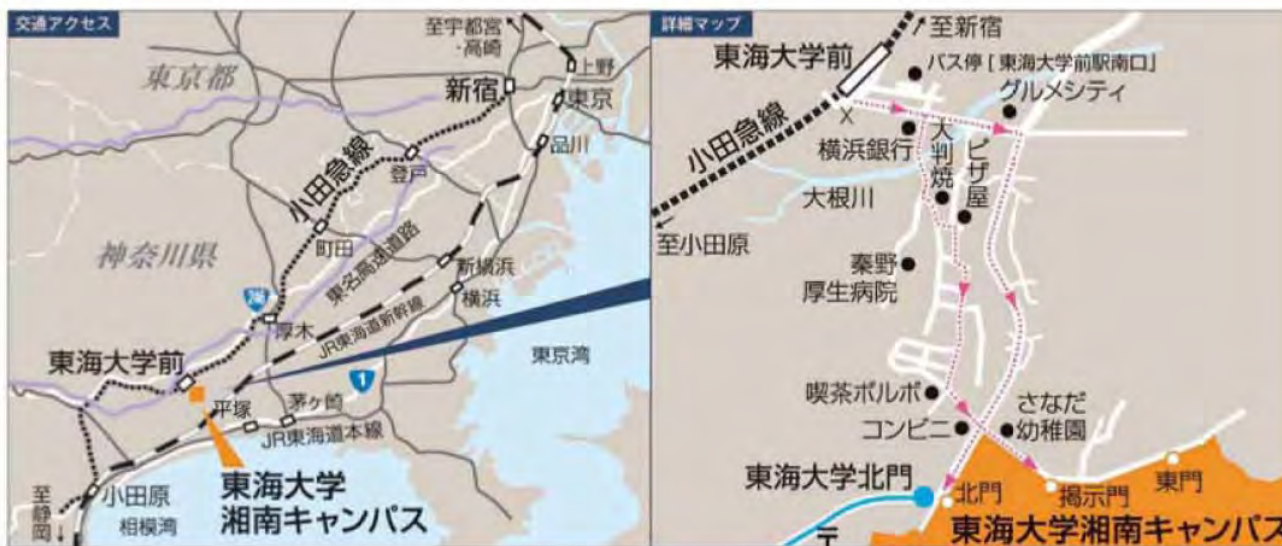 交通アクセス
至宇都宮
・高崎
上野
東京都
新宿
東京
品川
小田急線
登戸
神奈川県
町田
東名高速道路
新横浜
横浜
246
厚木
JR東海道新幹線
東京湾
東海大学前
1
平塚
茅ヶ崎
JR東海道本線
小田原
至静岡
相模湾
東海大学
湘南キャンパス
詳細マップ
至新宿
東海大学前
バス停[東海大学前駅南口]
グルメシティ
小田急線
横浜銀行
大判焼
ピザ屋
大根川
至小田原
秦野
厚生病院
喫茶ボルボ
さなだ
幼稚園
コンビニ
東海大学北門
北門
掲示門
東門
東海大学湘南キャンパス
〒